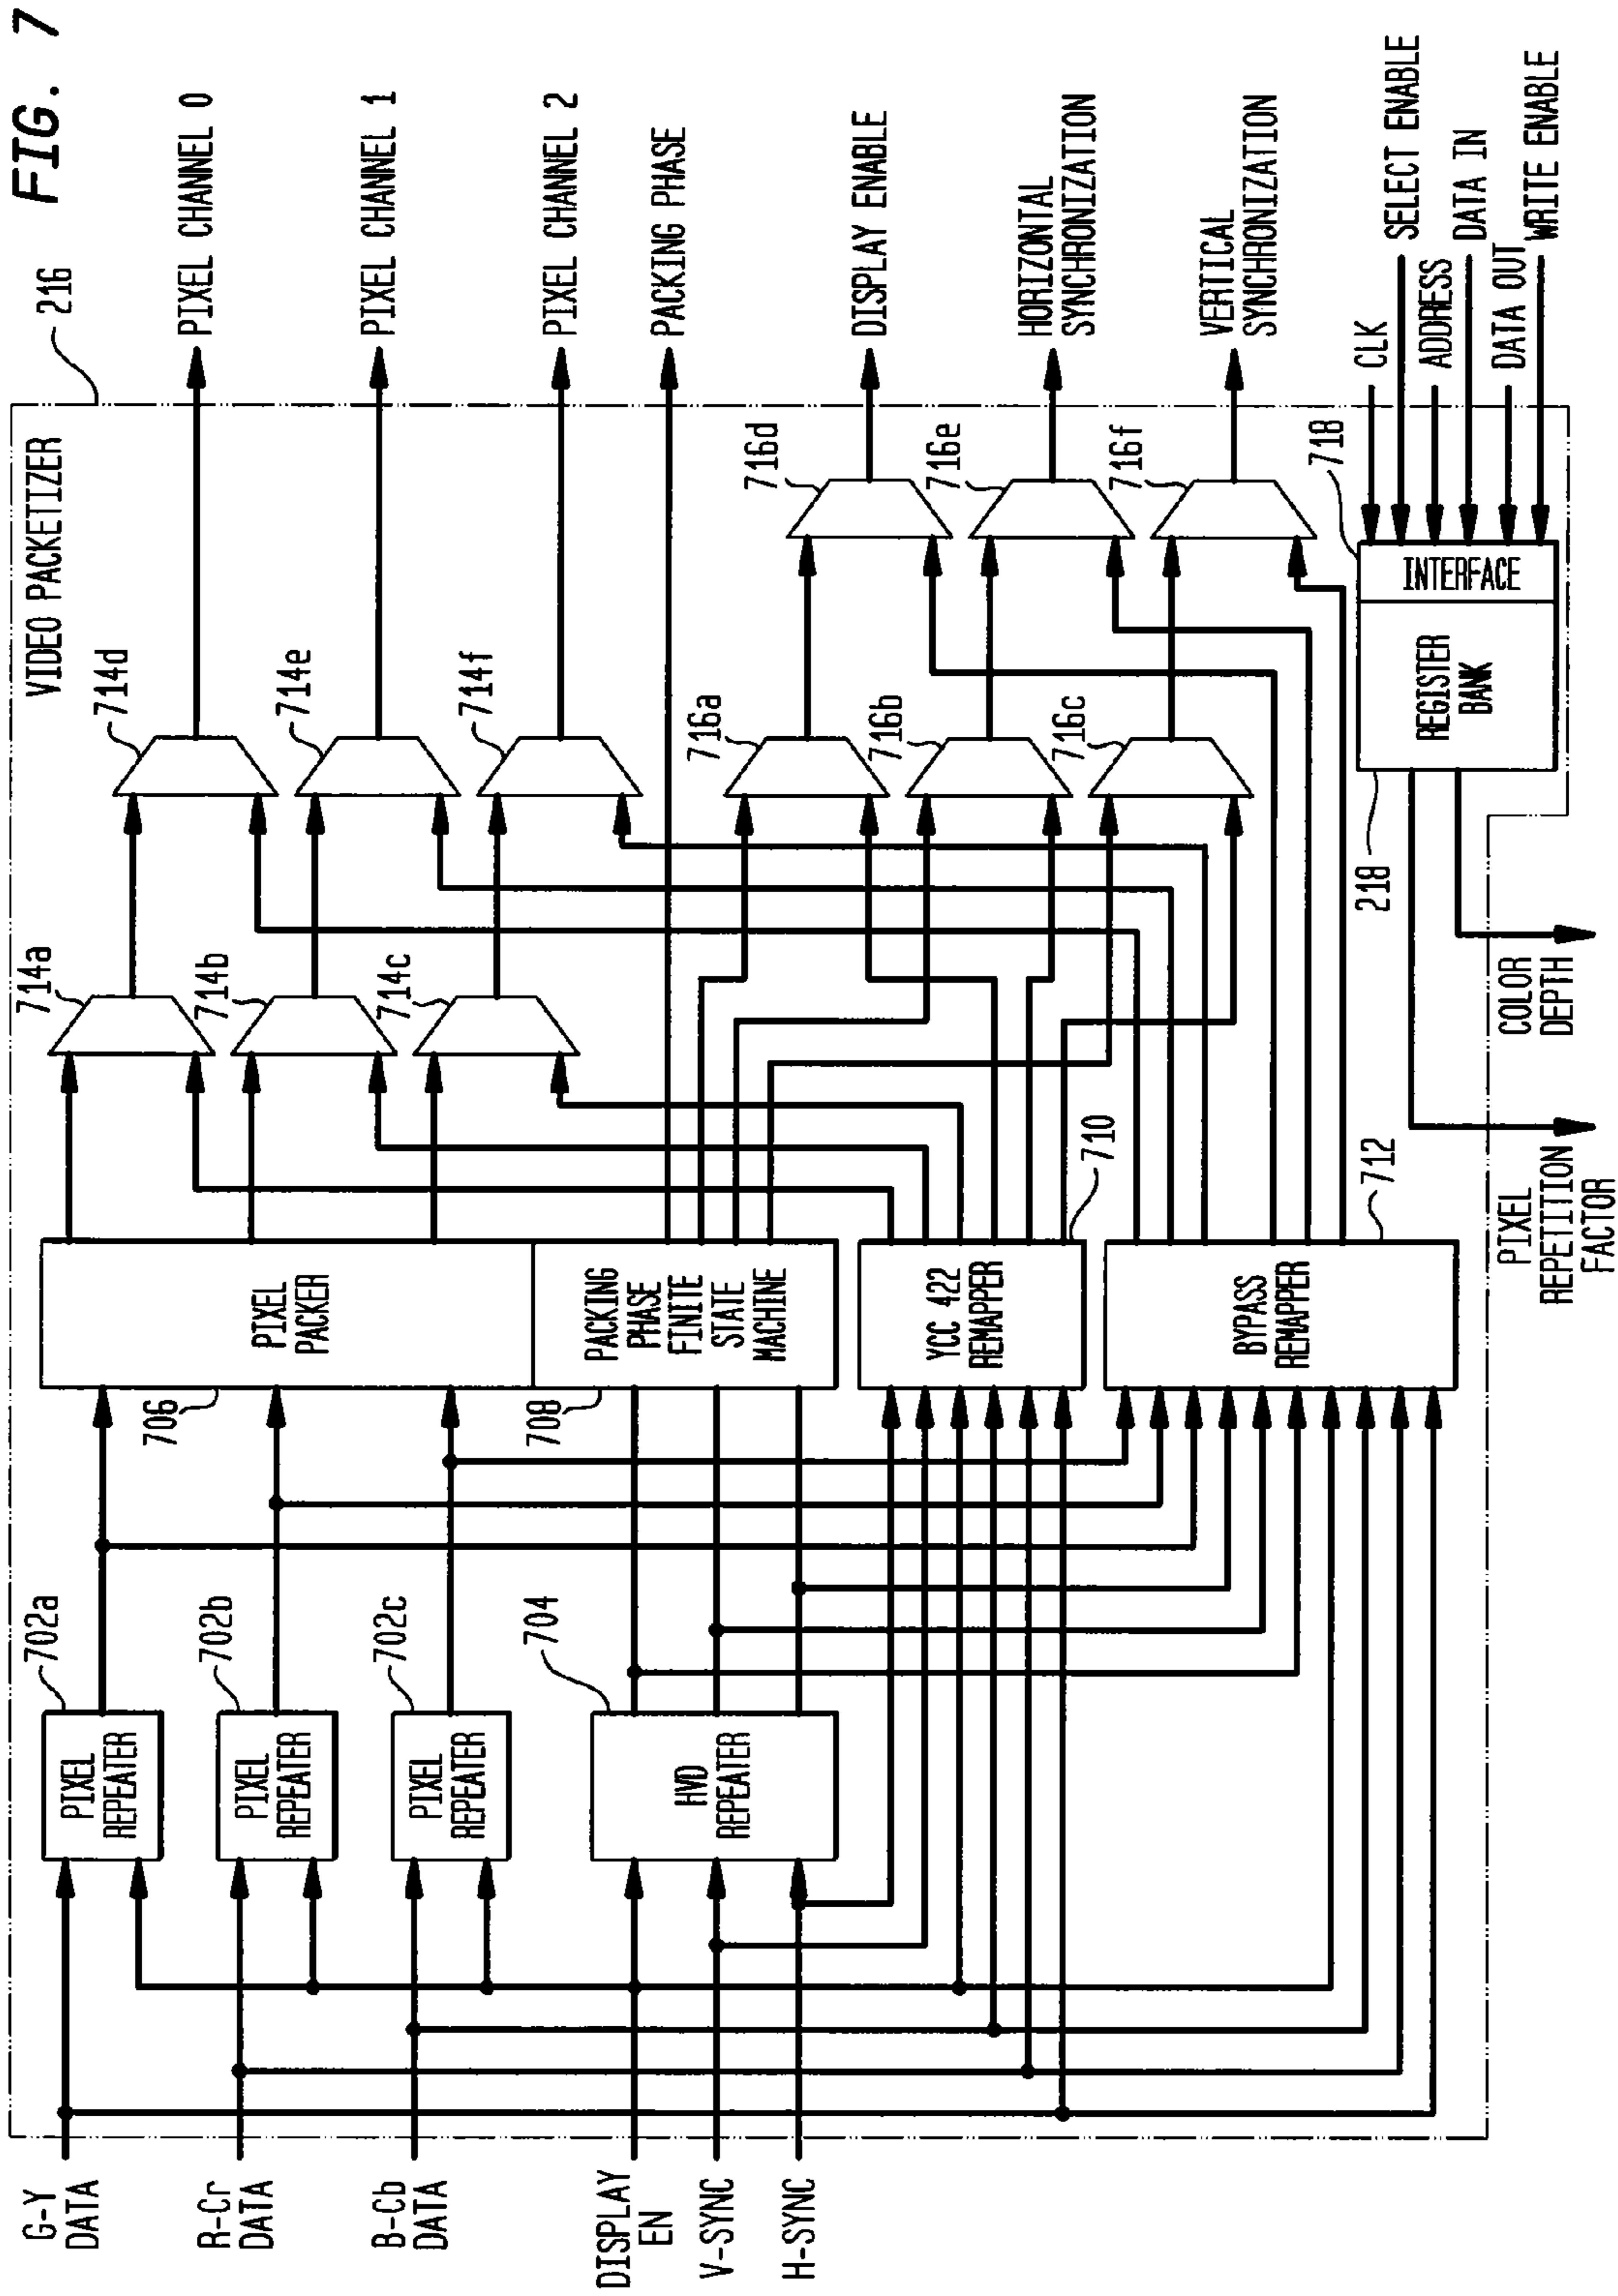 FIG. 7
216
VIDEO PACKETIZER
G-Y
DATA
R-Cr
DATA
B-Cb
DATA
DISPLAY
EN
V-SYNC
H-SYNC
702a
PIXEL
REPEATER
702b
PIXEL
REPEATER
702c
PIXEL
REPEATER
704
HVD
REPEATER
706
PIXEL
PACKER
708
PACKING
PHASE
FINITE
STATE
MACHINE
710
YCC 422
REMAPPER
712
BYPASS
REMAPPER
714a
714b
714c
714d
714e
714f
716a
716b
716c
716d
716e
716f
PIXEL CHANNEL 0
PIXEL CHANNEL 1
PIXEL CHANNEL 2
PACKING PHASE
DISPLAY ENABLE
HORIZONTAL
SYNCHRONIZATION
VERTICAL
SYNCHRONIZATION
718
INTERFACE
REGISTER
BANK
218
CLK
SELECT ENABLE
ADDRESS
DATA IN
DATA OUT
WRITE ENABLE
PIXEL
REPETITION
FACTOR
COLOR
DEPTH